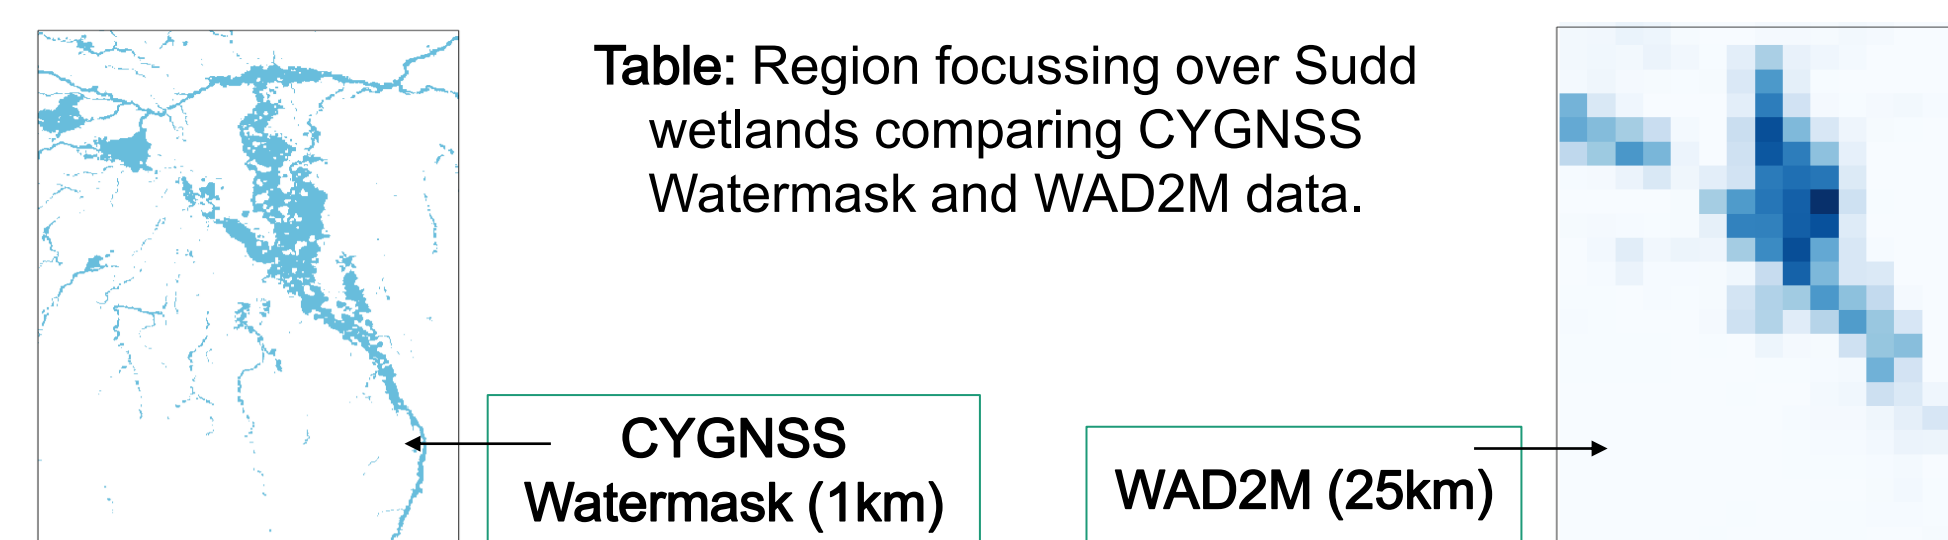 Table: Region focussing over Sudd
wetlands comparing CYGNSS
Watermask and WAD2M data.
CYGNSS
Watermask (1km)
WAD2M (25km)